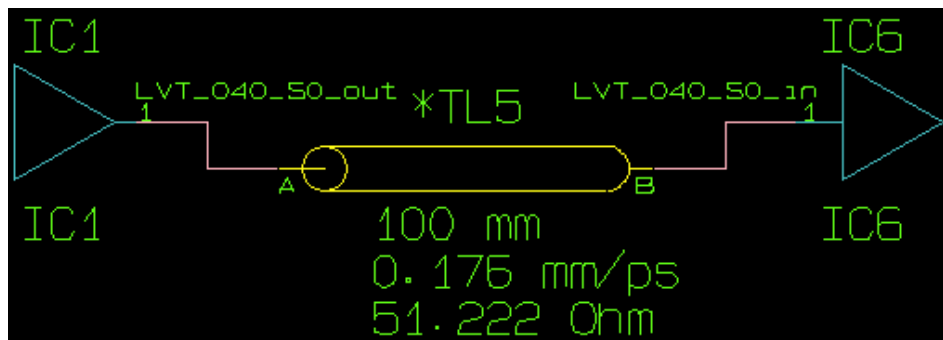 IC1
IC6
LVT_040_50_out
*TL5
LVT_040_50_in
1
1
A
B
IC1
100 mm
IC6
0.176 mm/ps
51.222 Ohm